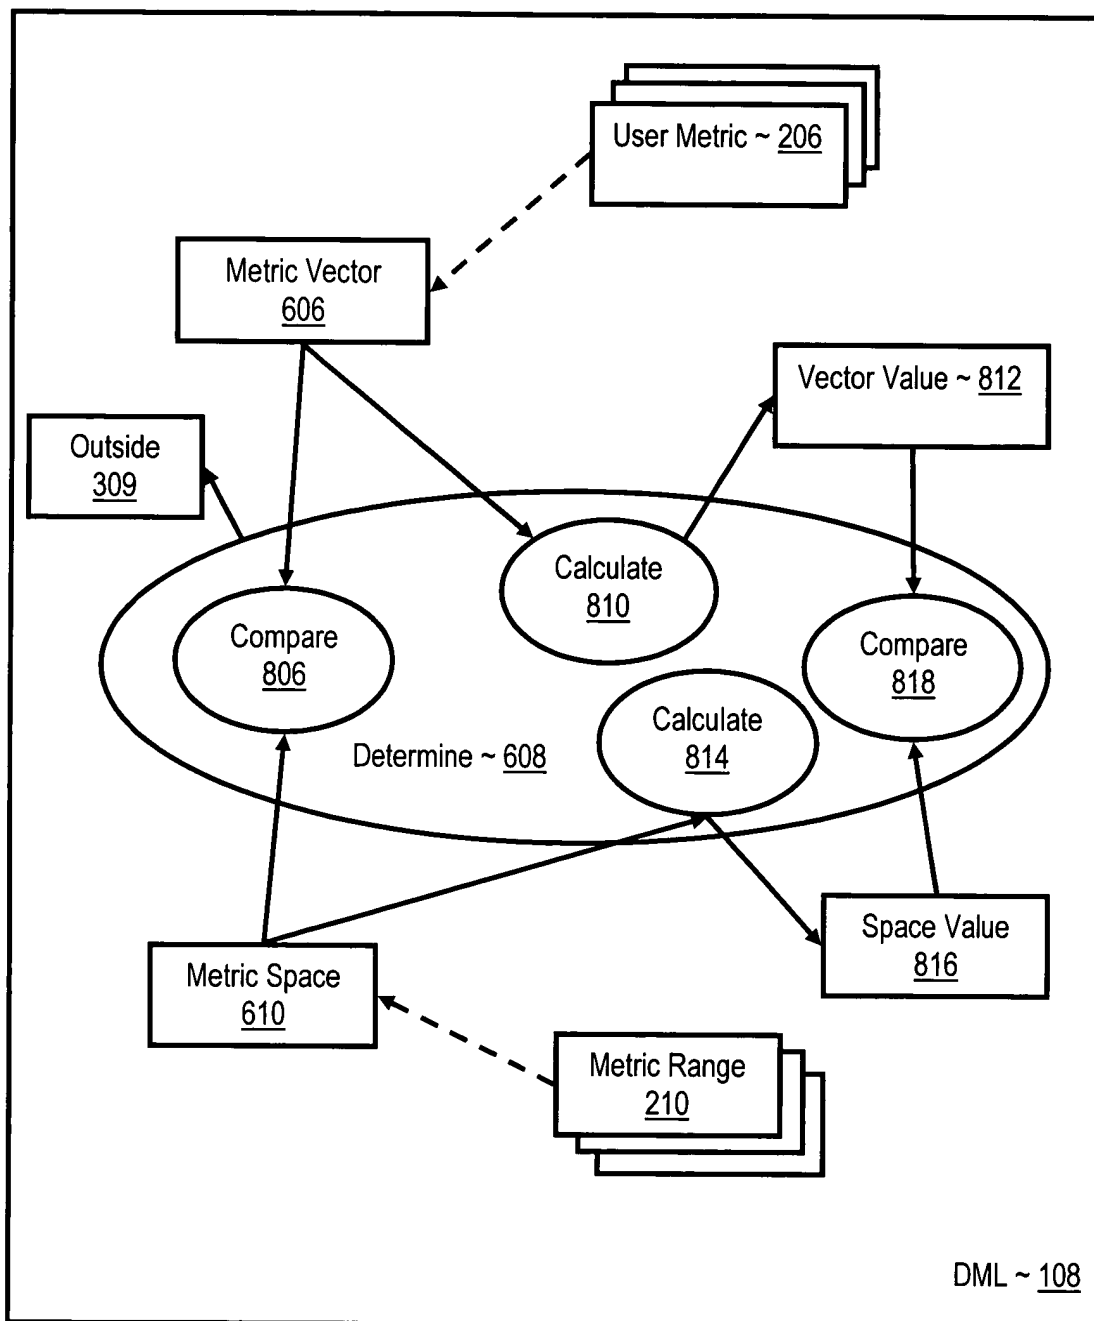 User Metric ~ 206
Metric Vector
606
Vector Value ~ 812
Outside
309
Calculate
810
Compare
806
Compare
818
Calculate
814
Determine ~ 608
Space Value
816
Metric Space
610
Metric Range
210
DML ~ 108